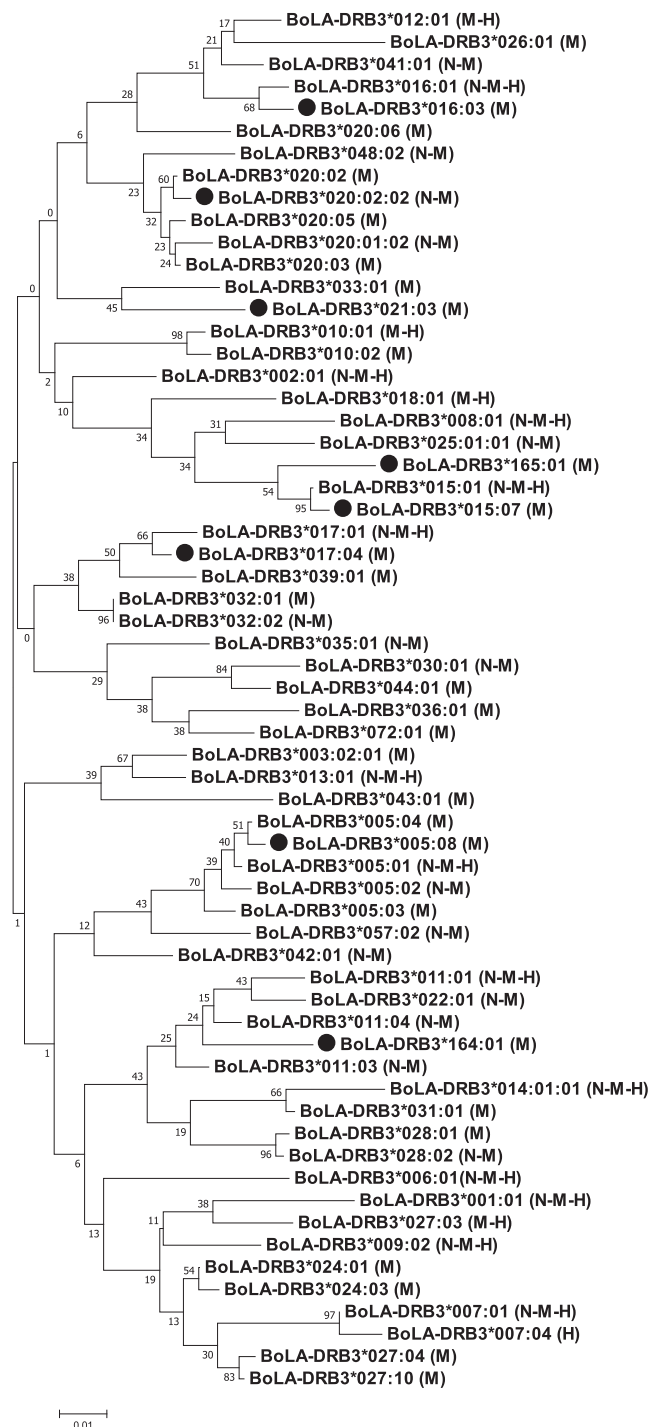 17
BoLA-DRB3*012:01 (M-H)
21
BoLA-DRB3*026:01 (M)
51
BoLA-DRB3*041:01 (N-M)
28
BoLA-DRB3*016:01 (N-M-H)
68
BoLA-DRB3*016:03 (M)
6
BoLA-DRB3*020:06 (M)
BoLA-DRB3*048:02 (N-M)
60
BoLA-DRB3*020:02 (M)
23
BoLA-DRB3*020:02:02 (N-M)
0
32
BoLA-DRB3*020:05 (M)
23
BoLA-DRB3*020:01:02 (N-M)
24
BoLA-DRB3*020:03 (M)
0
BoLA-DRB3*033:01 (M)
45
BoLA-DRB3*021:03 (M)
98
BoLA-DRB3*010:01 (M-H)
BoLA-DRB3*010:02 (M)
2
BoLA-DRB3*002:01 (N-M-H)
10
BoLA-DRB3*018:01 (M-H)
34
31
BoLA-DRB3*008:01 (N-M-H)
BoLA-DRB3*025:01:01 (N-M)
34
BoLA-DRB3*165:01 (M)
54
BoLA-DRB3*015:01 (N-M-H)
95
BoLA-DRB3*015:07 (M)
66
BoLA-DRB3*017:01 (N-M-H)
50
BoLA-DRB3*017:04 (M)
38
BoLA-DRB3*039:01 (M)
BoLA-DRB3*032:01 (M)
96
BoLA-DRB3*032:02 (N-M)
0
BoLA-DRB3*035:01 (N-M)
29
84
BoLA-DRB3*030:01 (N-M)
BoLA-DRB3*044:01 (M)
38
BoLA-DRB3*036:01 (M)
38
BoLA-DRB3*072:01 (M)
67
BoLA-DRB3*003:02:01 (M)
39
BoLA-DRB3*013:01 (N-M-H)
BoLA-DRB3*043:01 (M)
51
BoLA-DRB3*005:04 (M)
40
BoLA-DRB3*005:08 (M)
39
BoLA-DRB3*005:01 (N-M-H)
70
BoLA-DRB3*005:02 (N-M)
43
BoLA-DRB3*005:03 (M)
1
12
BoLA-DRB3*057:02 (N-M)
BoLA-DRB3*042:01 (N-M)
43
BoLA-DRB3*011:01 (N-M-H)
15
BoLA-DRB3*022:01 (N-M)
24
BoLA-DRB3*011:04 (N-M)
25
BoLA-DRB3*164:01 (M)
1
43
BoLA-DRB3*011:03 (N-M)
66
BoLA-DRB3*014:01:01 (N-M-H)
BoLA-DRB3*031:01 (M)
19
BoLA-DRB3*028:01 (M)
96
BoLA-DRB3*028:02 (N-M)
6
BoLA-DRB3*006:01(N-M-H)
38
BoLA-DRB3*001:01 (N-M-H)
11
BoLA-DRB3*027:03 (M-H)
13
BoLA-DRB3*009:02 (N-M-H)
19
54
BoLA-DRB3*024:01 (M)
BoLA-DRB3*024:03 (M)
13
97
BoLA-DRB3*007:01 (N-M-H)
BoLA-DRB3*007:04 (H)
30
BoLA-DRB3*027:04 (M)
83
BoLA-DRB3*027:10 (M)
0.01